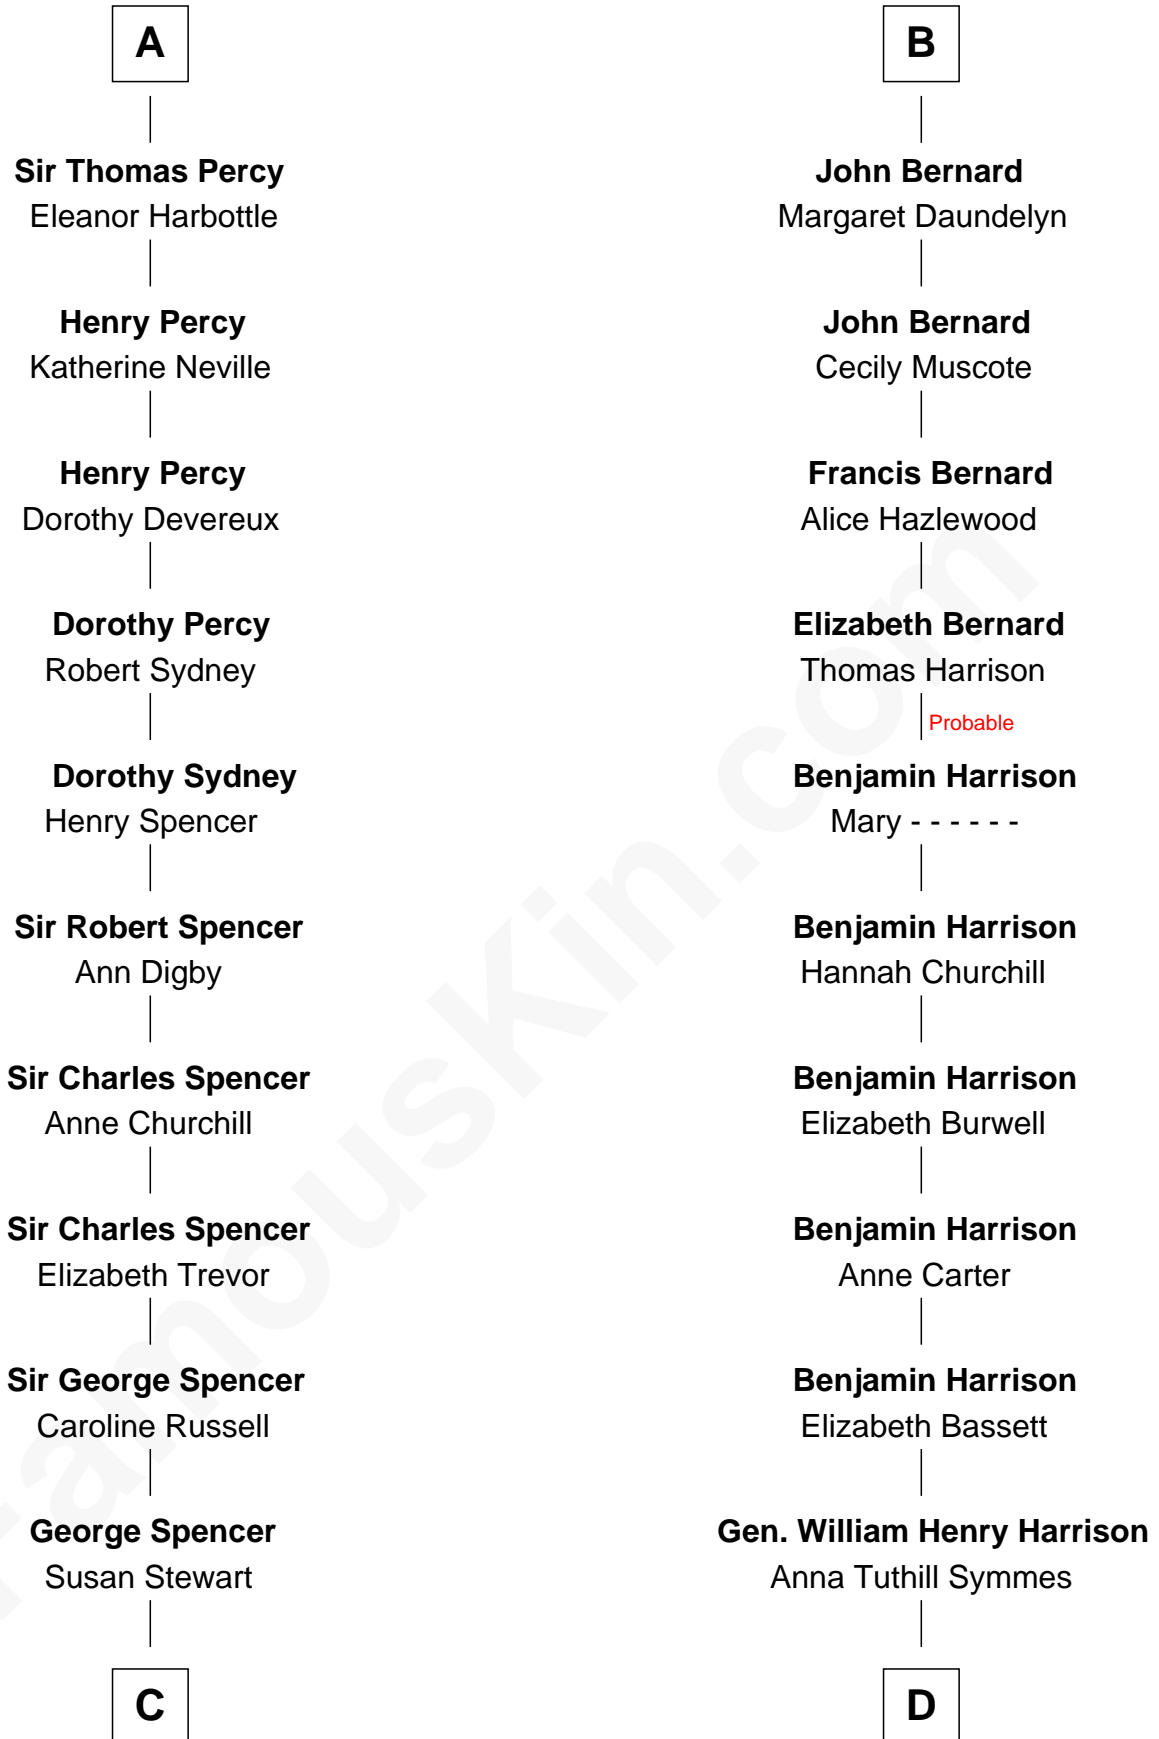 A
Sir Thomas Percy
Eleanor Harbottle
Henry Percy
Katherine Neville
Henry Percy
Dorothy Devereux
Dorothy Percy
Robert Sydney
Dorothy Sydney
Henry Spencer
Sir Robert Spencer
Ann Digby
Sir Charles Spencer
Anne Churchill
Sir Charles Spencer
Elizabeth Trevor
Sir George Spencer
Caroline Russell
George Spencer
Susan Stewart
C
B
John Bernard
Margaret Daundelyn
John Bernard
Cecily Muscote
Francis Bernard
Alice Hazlewood
Elizabeth Bernard
Thomas Harrison
Probable
Benjamin Harrison
Mary - - - - - -
Benjamin Harrison
Hannah Churchill
Benjamin Harrison
Elizabeth Burwell
Benjamin Harrison
Anne Carter
Benjamin Harrison
Elizabeth Bassett
Gen. William Henry Harrison
Anna Tuthill Symmes
D
FamousKin.com